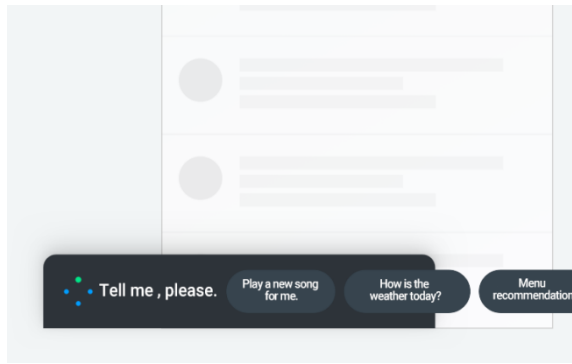 Tell me , please.
Play a new song
for me.
How is the
weather today?
Menu
recommendation